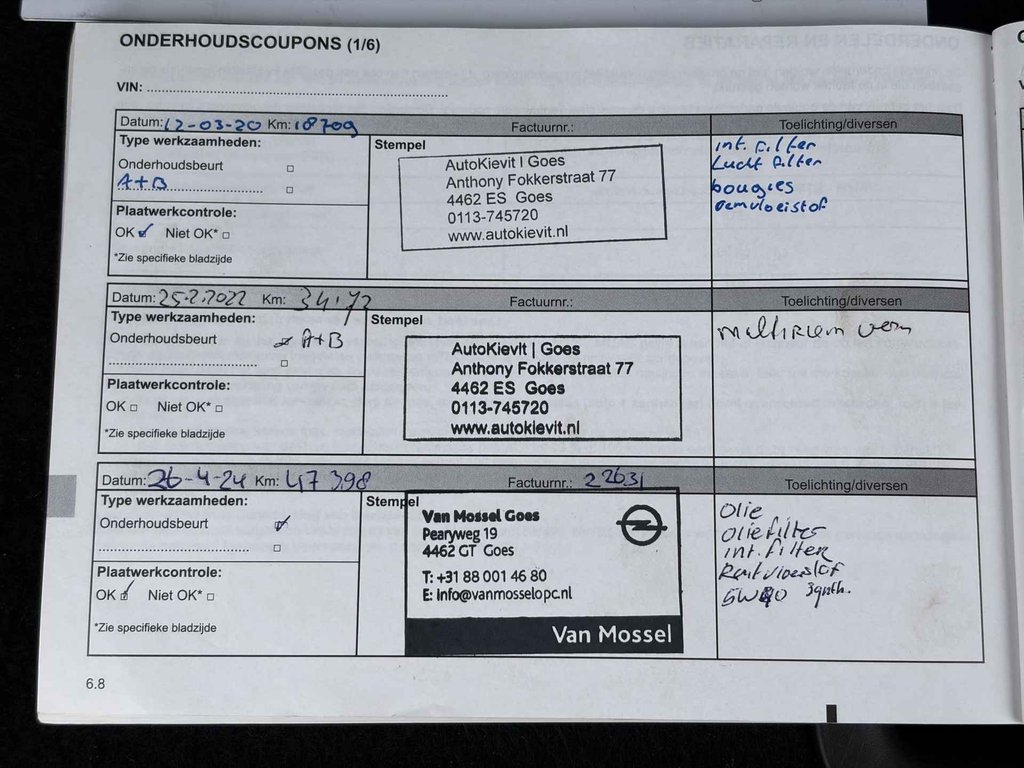 ONDERHOUDSCOUPONS (1/6)
VIN:
Datum: 12-03-20 Km: 18709 Factuurnr.: Toelichting/diversen
Type werkzaamheden:
Stempel
Onderhoudsbeurt
A+B
Plaatwerkcontrole:
OK Niet OK*
*Zie specifieke bladzijde
AutoKievit | Goes
Anthony Fokkerstraat 77
4462 ES Goes
0113-745720
www.autokievit.nl
int. filter
Lucht filter
bougies
remvloeistof
Datum: 25-2-2022 Km: Factuurnr.: Toelichting/diversen
Type werkzaamheden:
Stempel
Onderhoudsbeurt A+B
Plaatwerkcontrole:
OK Niet OK*
*Zie specifieke bladzijde
AutoKievit | Goes
Anthony Fokkerstraat 77
4462 ES Goes
0113-745720
www.autokievit.nl
multiriem verv
Datum: 26-4-24 Km: 47398 Factuurnr.: 22631 Toelichting/diversen
Type werkzaamheden:
Stempel
Onderhoudsbeurt
Plaatwerkcontrole:
OK Niet OK*
*Zie specifieke bladzijde
Van Mossel Goes
Pearyweg 19
4462 GT Goes
T: +31 88 001 46 80
E: info@vanmosselopc.nl
Van Mossel
Olie
Oliefilter
int. filter
Remvloeistof
6.8